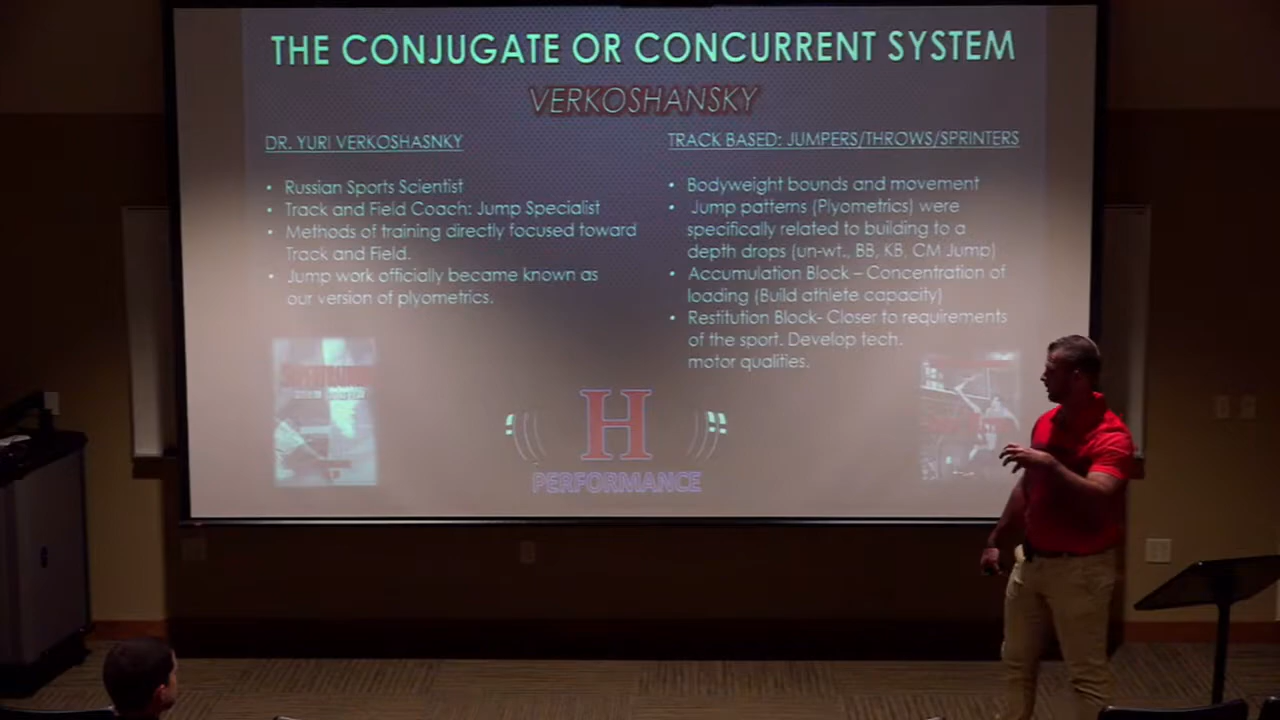 THE CONJUGATE OR CONCURRENT SYSTEM
VERKOSHANSKY
DR. YURI VERKOSHASNKY
• Russian Sports Scientist
• Track and Field Coach: Jump Specialist
• Methods of training directly focused toward
Track and Field.
• Jump work officially became known as
our version of plyometrics.
TRACK BASED: JUMPERS/THROWS/SPRINTERS
• Bodyweight bounds and movement
• Jump patterns (Plyometrics) were
specifically related to building to a
depth drops (un-wt., BB, KB, CM Jump)
• Accumulation Block – Concentration of
loading (Build athlete capacity)
• Restitution Block- Closer to requirements
of the sport. Develop tech.
motor qualities.
H
PERFORMANCE